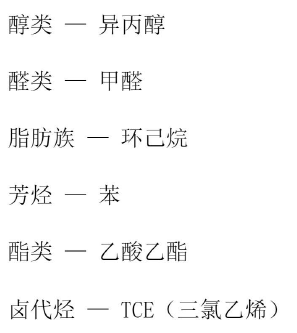 醇类 — 异丙醇
醛类 — 甲醛
脂肪族 — 环己烷
芳烃 — 苯
酯类 — 乙酸乙酯
卤代烃 — TCE（三氯乙烯）